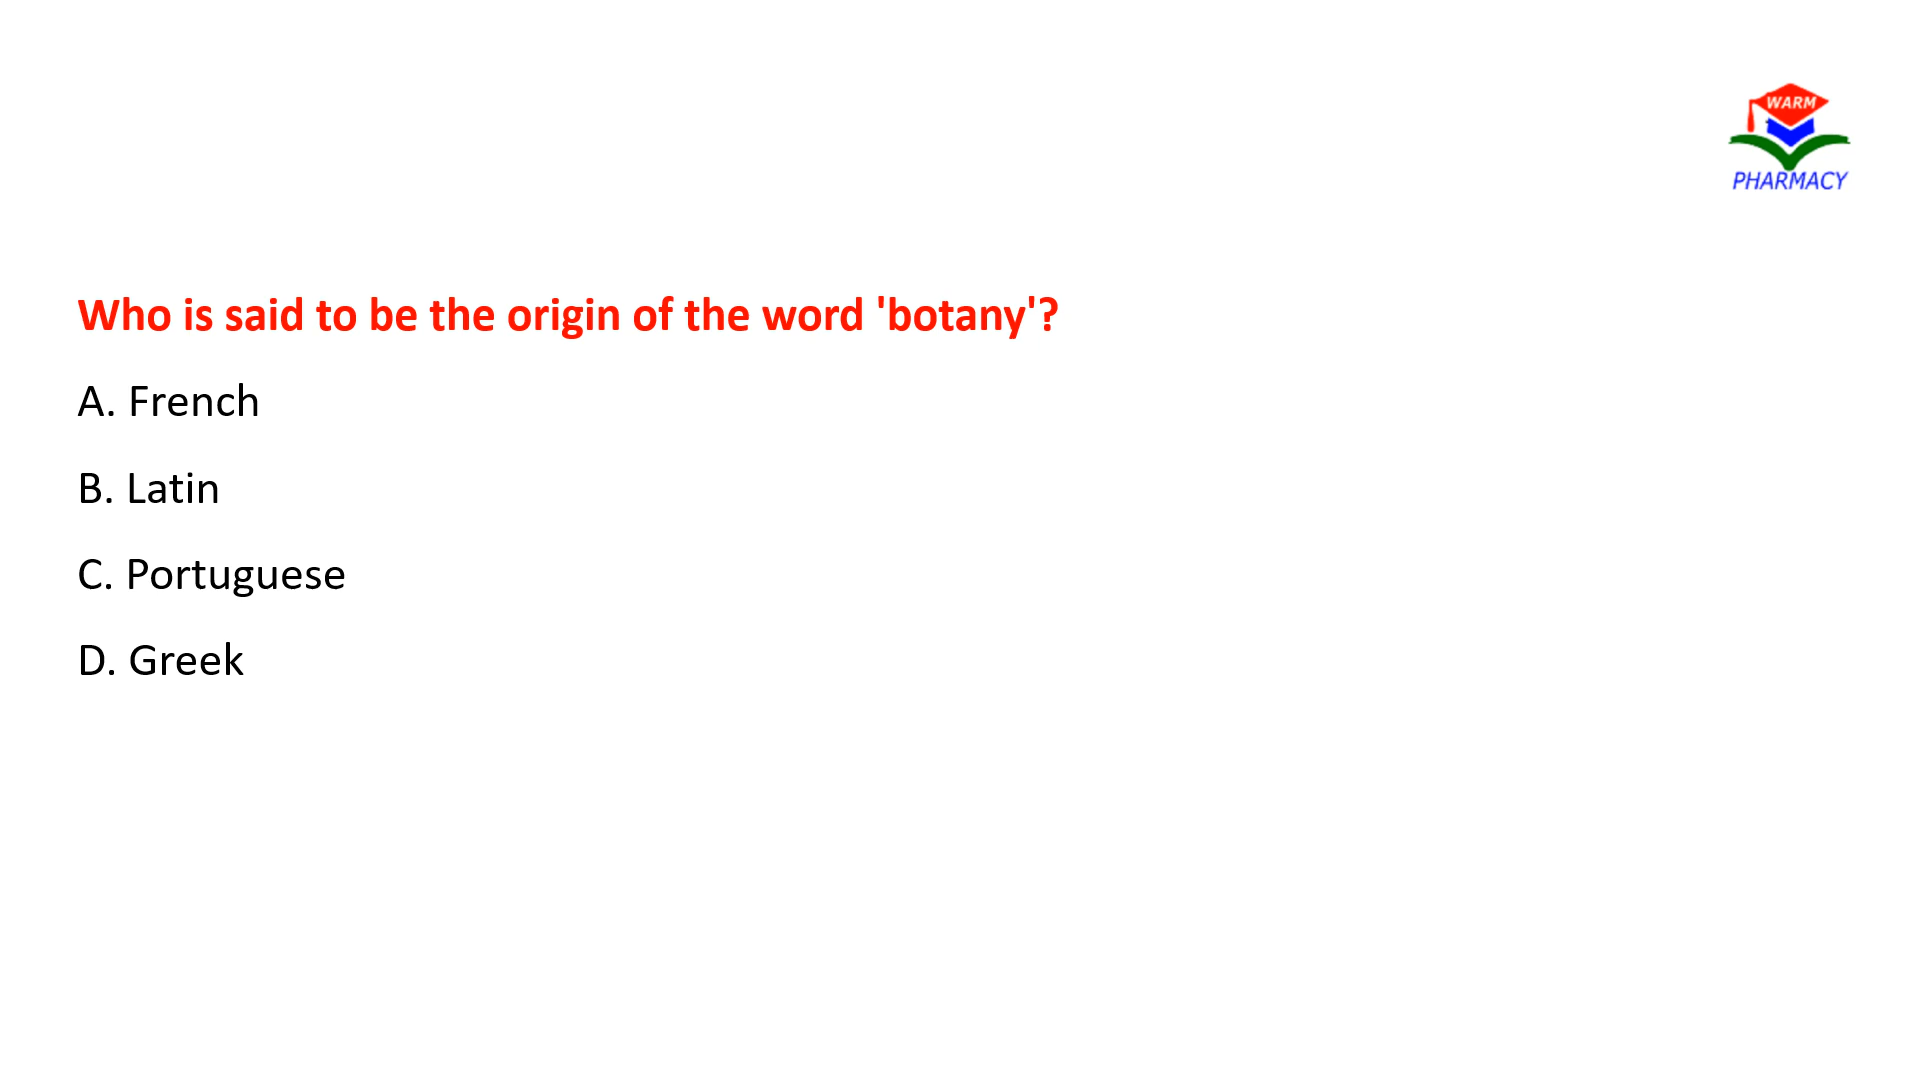 WARM
PHARMACY
Who is said to be the origin of the word 'botany'?
A. French
B. Latin
C. Portuguese
D. Greek